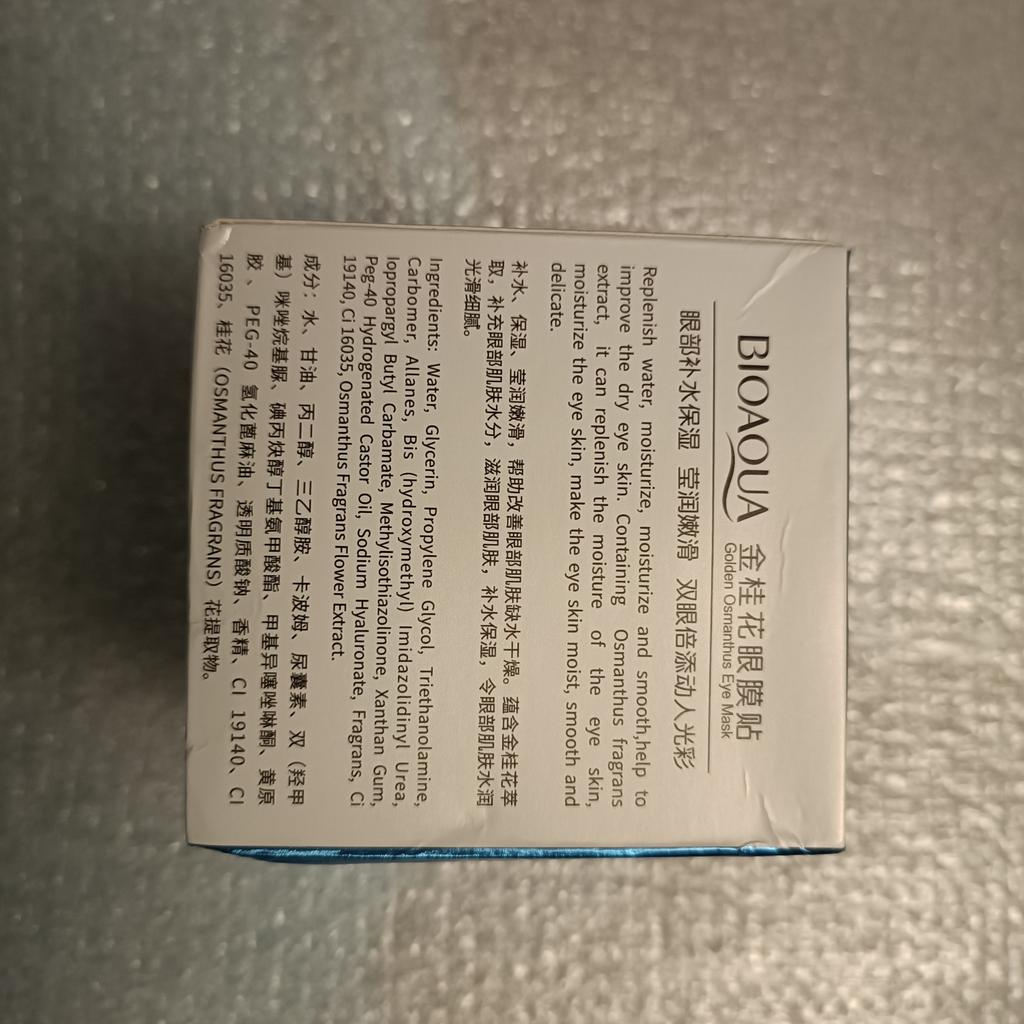 BIOAQUA 金桂花眼膜贴
Golden Osmanthus Eye Mask
眼部补水保湿 莹润嫩滑 双眼倍添动人光彩
Replenish water, moisturize, moisturize and smooth,help to
improve the dry eye skin. Containing Osmanthus fragrans
extract, it can replenish the moisture of the eye skin,
moisturize the eye skin, make the eye skin moist, smooth and
delicate.
补水、保湿、莹润嫩滑，帮助改善眼部肌肤缺水干燥。蕴含金桂花萃
取，补充眼部肌肤水分，滋润眼部肌肤，补水保湿，令眼部肌肤水润
光滑细腻。
Ingredients: Water, Glycerin, Propylene Glycol, Triethanolamine,
Carbomer, Allanes, Bis (hydroxymethyl) Imidazolidinyl Urea,
Iopropargyl Butyl Carbamate, Methylisothiazolinone, Xanthan Gum,
Peg-40 Hydrogenated Castor Oil, Sodium Hyaluronate, Fragrans, Ci
19140, Ci 16035, Osmanthus Fragrans Flower Extract.
成分：水、甘油、丙二醇、三乙醇胺、卡波姆、尿囊素、双（羟甲
基）咪唑烷基脲、碘丙炔醇丁基氨甲酸酯、甲基异噻唑啉酮、黄原
胶、PEG-40 氢化蓖麻油、透明质酸钠、香精、CI 19140、CI
16035、桂花（OSMANTHUS FRAGRANS）花提取物。